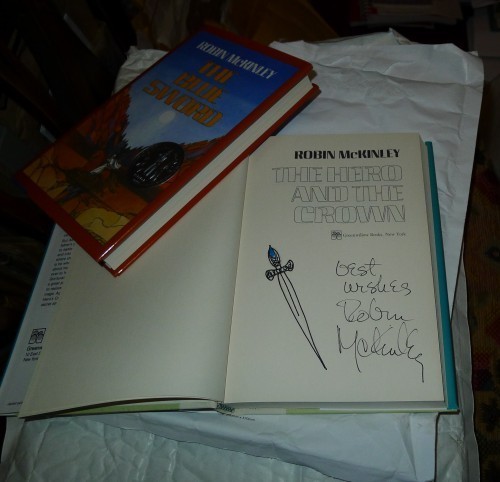 ROBIN McKINLEY
THE BLUE
SWORD
ROBIN McKINLEY
THE HERO
AND THE
CROWN
Greenwillow Books, New York
best
wishes
Robin
McKinley